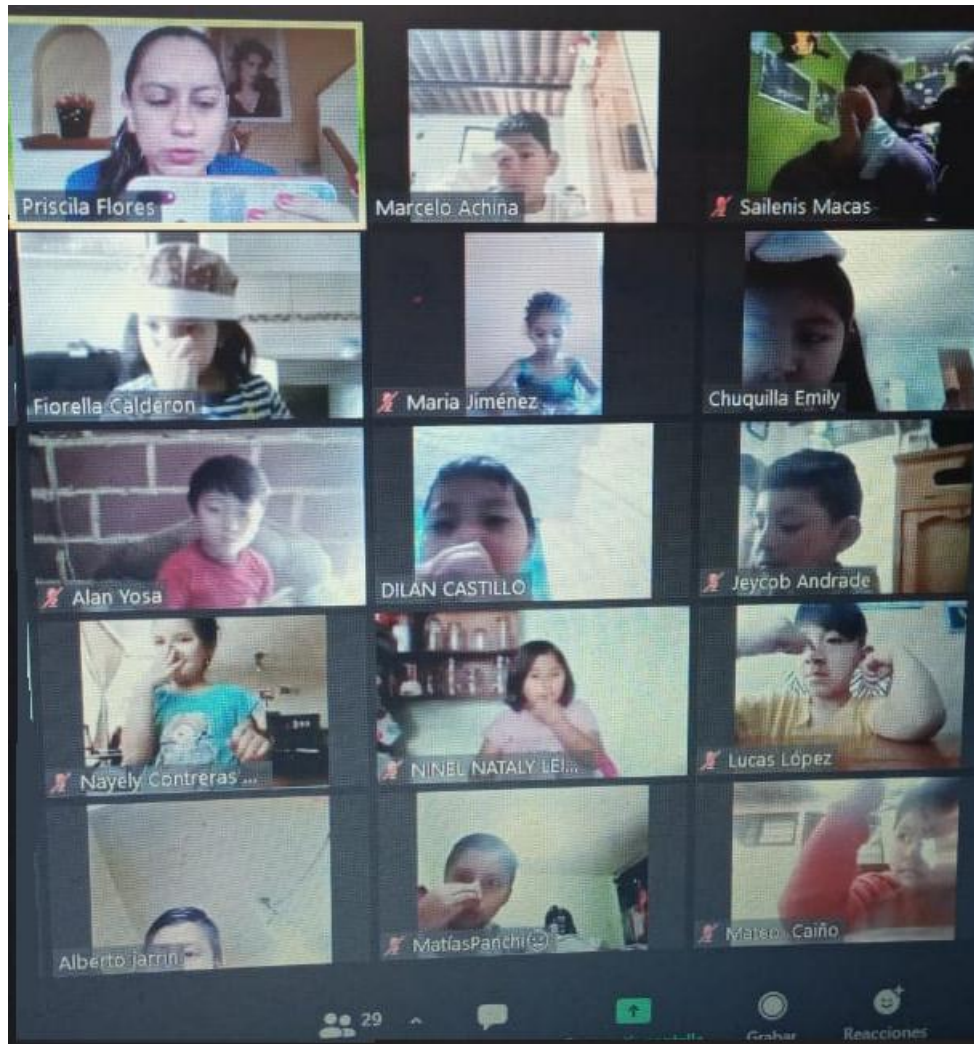 Priscila Flores
Marcelo Achina
Sailenis Macas
Fiorella Calderon
Maria Jiménez
Chuquilla Emily
Alan Yosa
DILAN CASTILLO
Jeycob Andrade
Nayely Contreras ...
NINEL NATALY LEI...
Lucas López
Alberto jarrin
MatíasPanchi
Mateo Caiño
29
Grabar
Reacciones